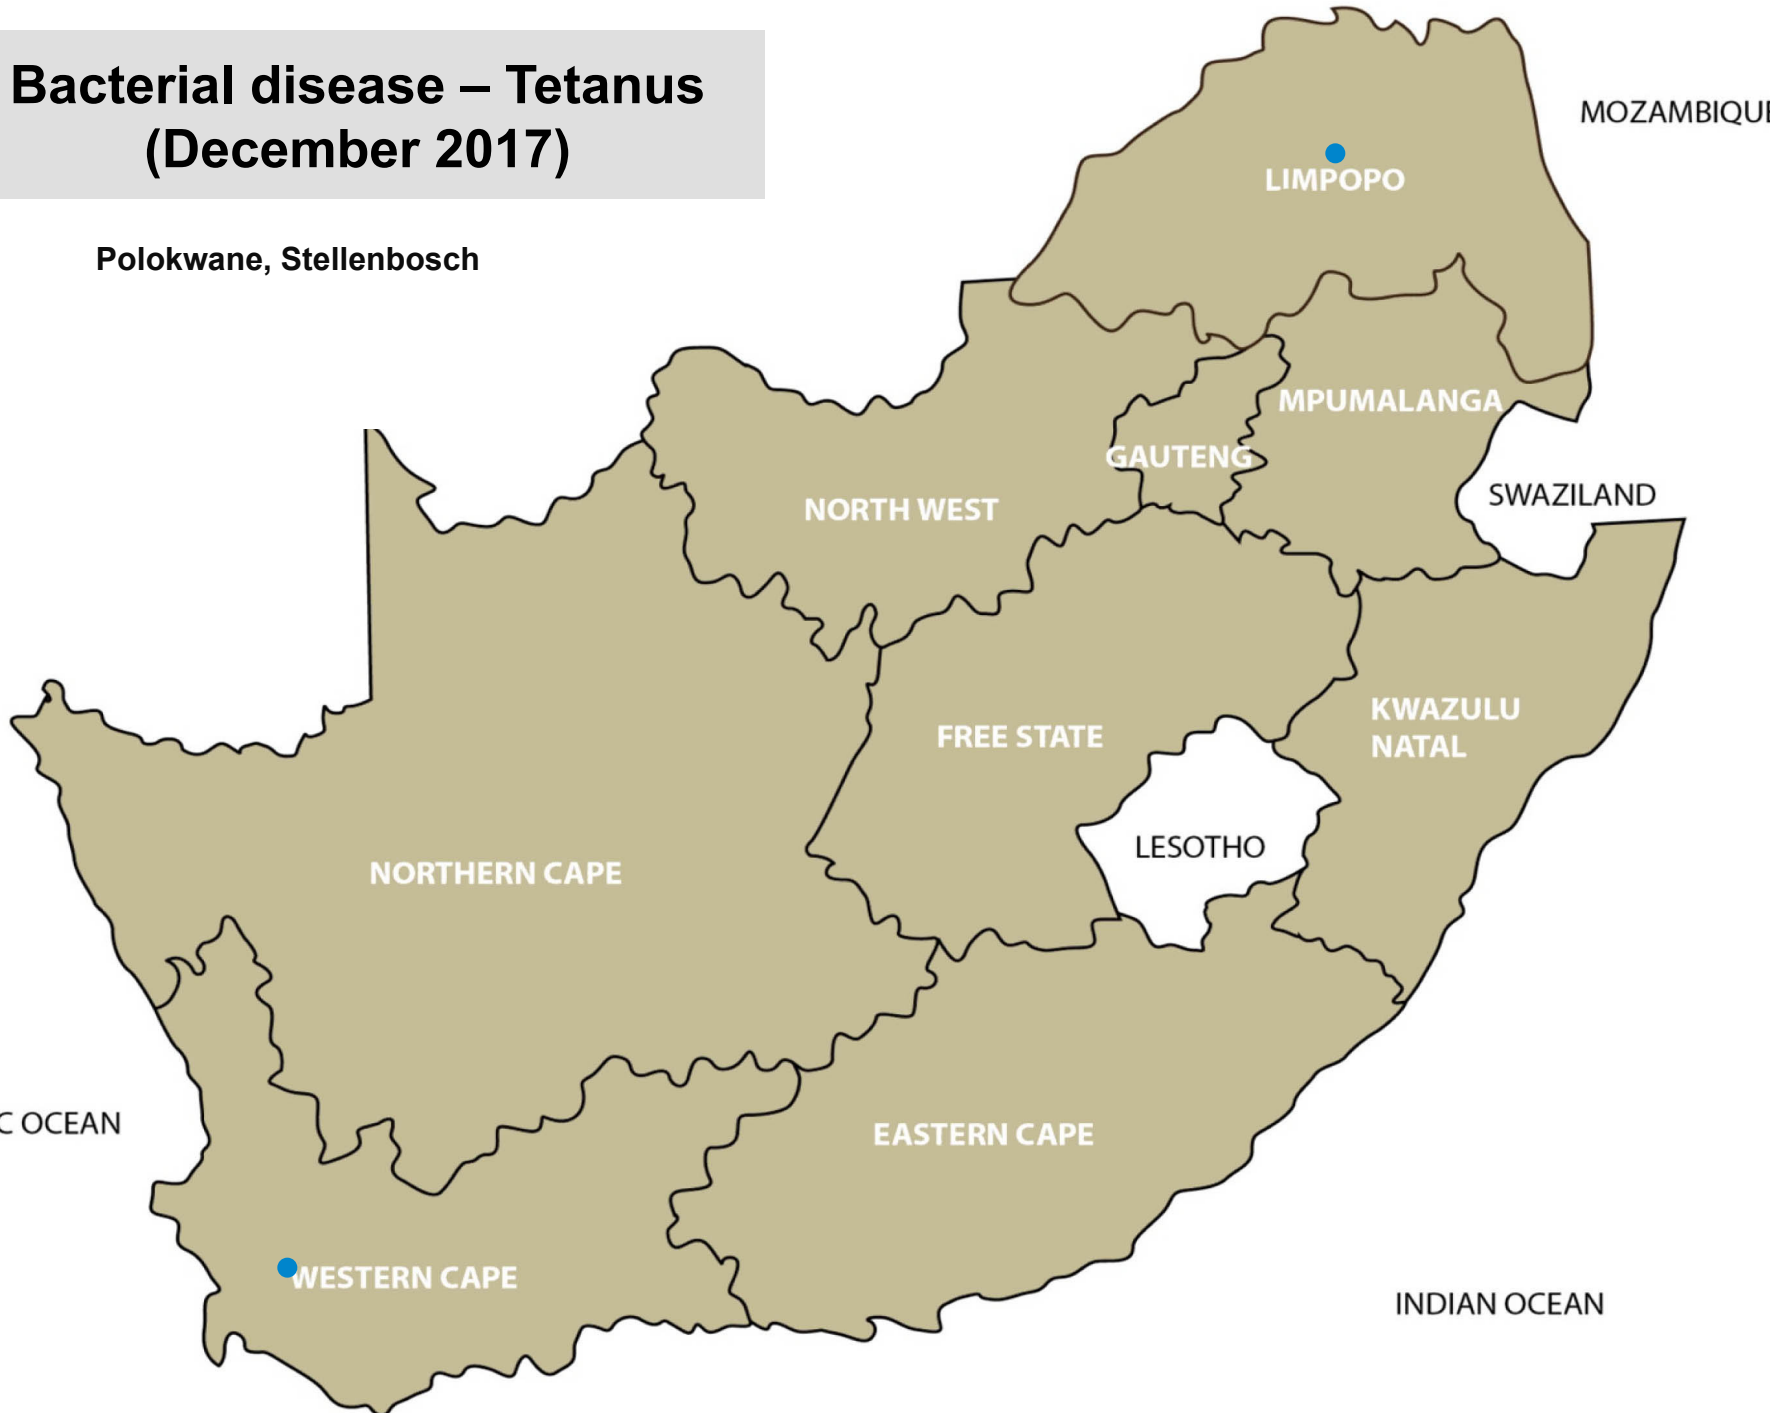 Bacterial disease – Tetanus
(December 2017)
Polokwane, Stellenbosch
MOZAMBIQUE
LIMPOPO
MPUMALANGA
GAUTENG
SWAZILAND
NORTH WEST
KWAZULU
NATAL
FREE STATE
LESOTHO
NORTHERN CAPE
C OCEAN
EASTERN CAPE
WESTERN CAPE
INDIAN OCEAN